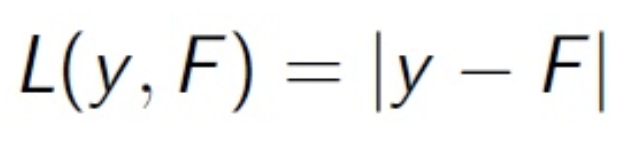 L(y, F) = |y − F|